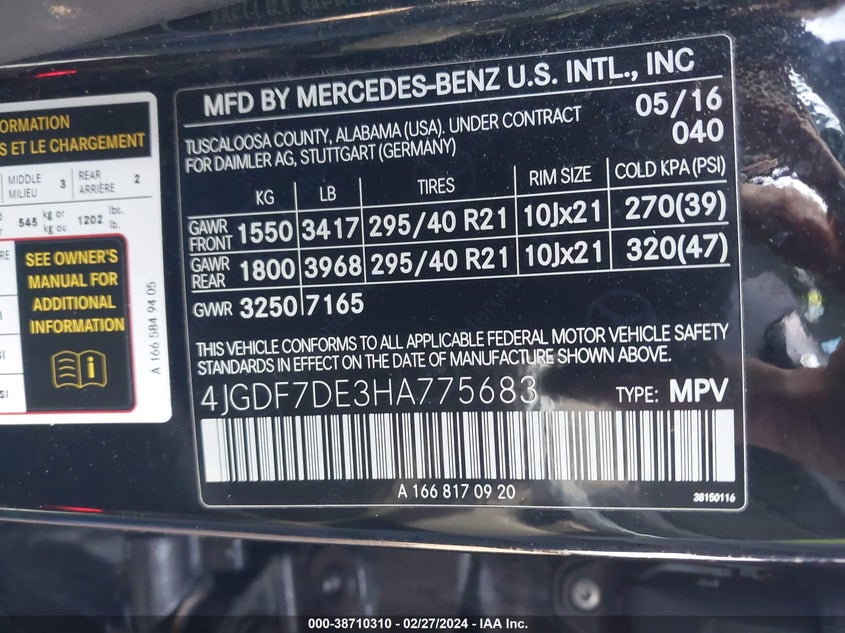 ORMATION
S ET LE CHARGEMENT
MIDDLE
MILIEU 3
REAR
ARRIÈRE 2
545 kg or
kg ou 1202 lbs.
lb.
SEE OWNER'S
MANUAL FOR
ADDITIONAL
INFORMATION
A 166 584 94 05
MFD BY MERCEDES-BENZ U.S. INTL., INC
TUSCALOOSA COUNTY, ALABAMA (USA). UNDER CONTRACT 05/16
FOR DAIMLER AG, STUTTGART (GERMANY) 040
KG LB TIRES RIM SIZE COLD KPA (PSI)
GAWR
FRONT 1550 3417 295/40 R21 10Jx21 270(39)
GAWR
REAR 1800 3968 295/40 R21 10Jx21 320(47)
GVWR 3250 7165
THIS VEHICLE CONFORMS TO ALL APPLICABLE FEDERAL MOTOR VEHICLE SAFETY
STANDARDS IN EFFECT ON THE DATE OF MANUFACTURE SHOWN ABOVE.
4JGDF7DE3HA775683 TYPE: MPV
A 166 817 09 20 38150116
000-38710310 - 02/27/2024 - IAA Inc.